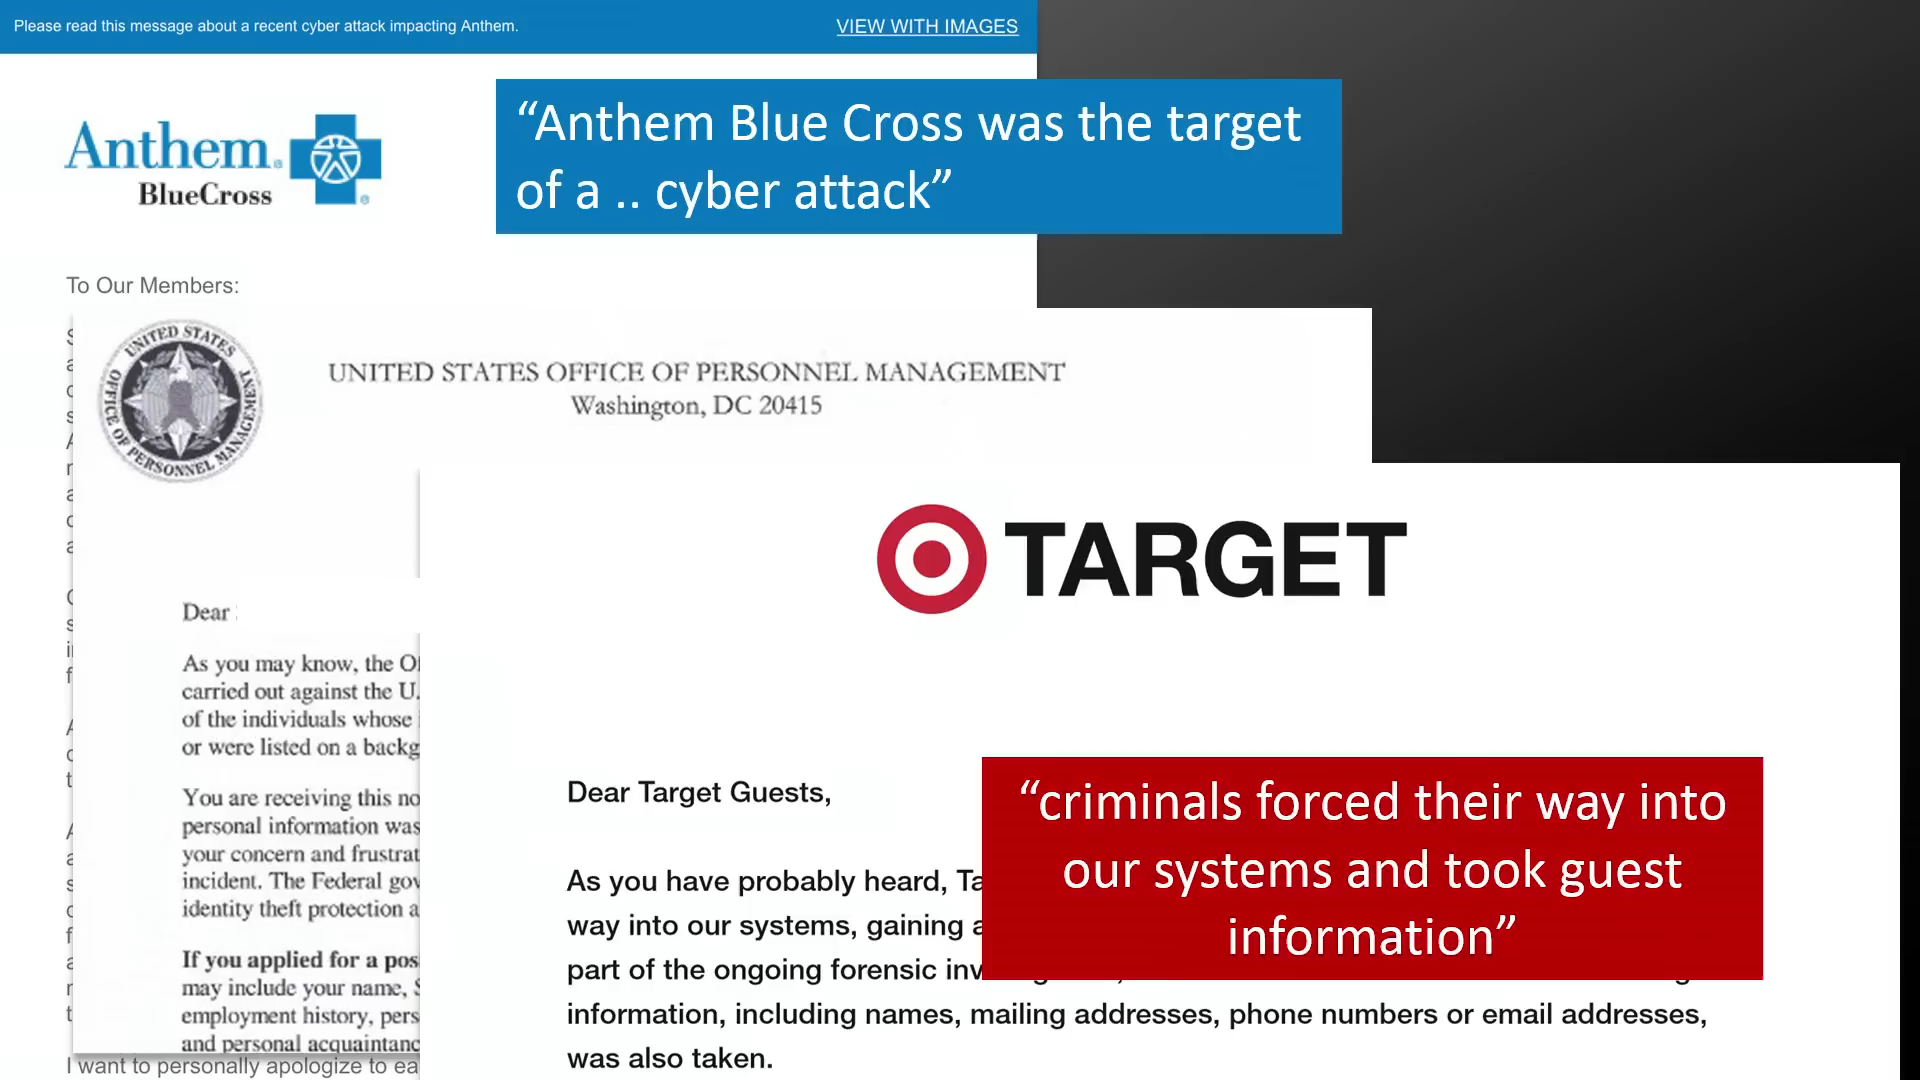 Please read this message about a recent cyber attack impacting Anthem.
VIEW WITH IMAGES
Anthem®
BlueCross
®
“Anthem Blue Cross was the target
of a .. cyber attack”
To Our Members:
UNITED STATES
OFFICE OF PERSONNEL MANAGEMENT
UNITED STATES OFFICE OF PERSONNEL MANAGEMENT
Washington, DC 20415
Dear
As you may know, the
carried out against the U.
of the individuals whose
or were listed on a backg
You are receiving this no
personal information was
your concern and frustrat
incident. The Federal gov
identity theft protection a
If you applied for a pos
may include your name,
employment history, pers
and personal acquaintanc
I want to personally apologize to ea
TARGET
Dear Target Guests,
As you have probably heard, Ta
way into our systems, gaining
part of the ongoing forensic inv
information, including names, mailing addresses, phone numbers or email addresses,
was also taken.
“criminals forced their way into
our systems and took guest
information”